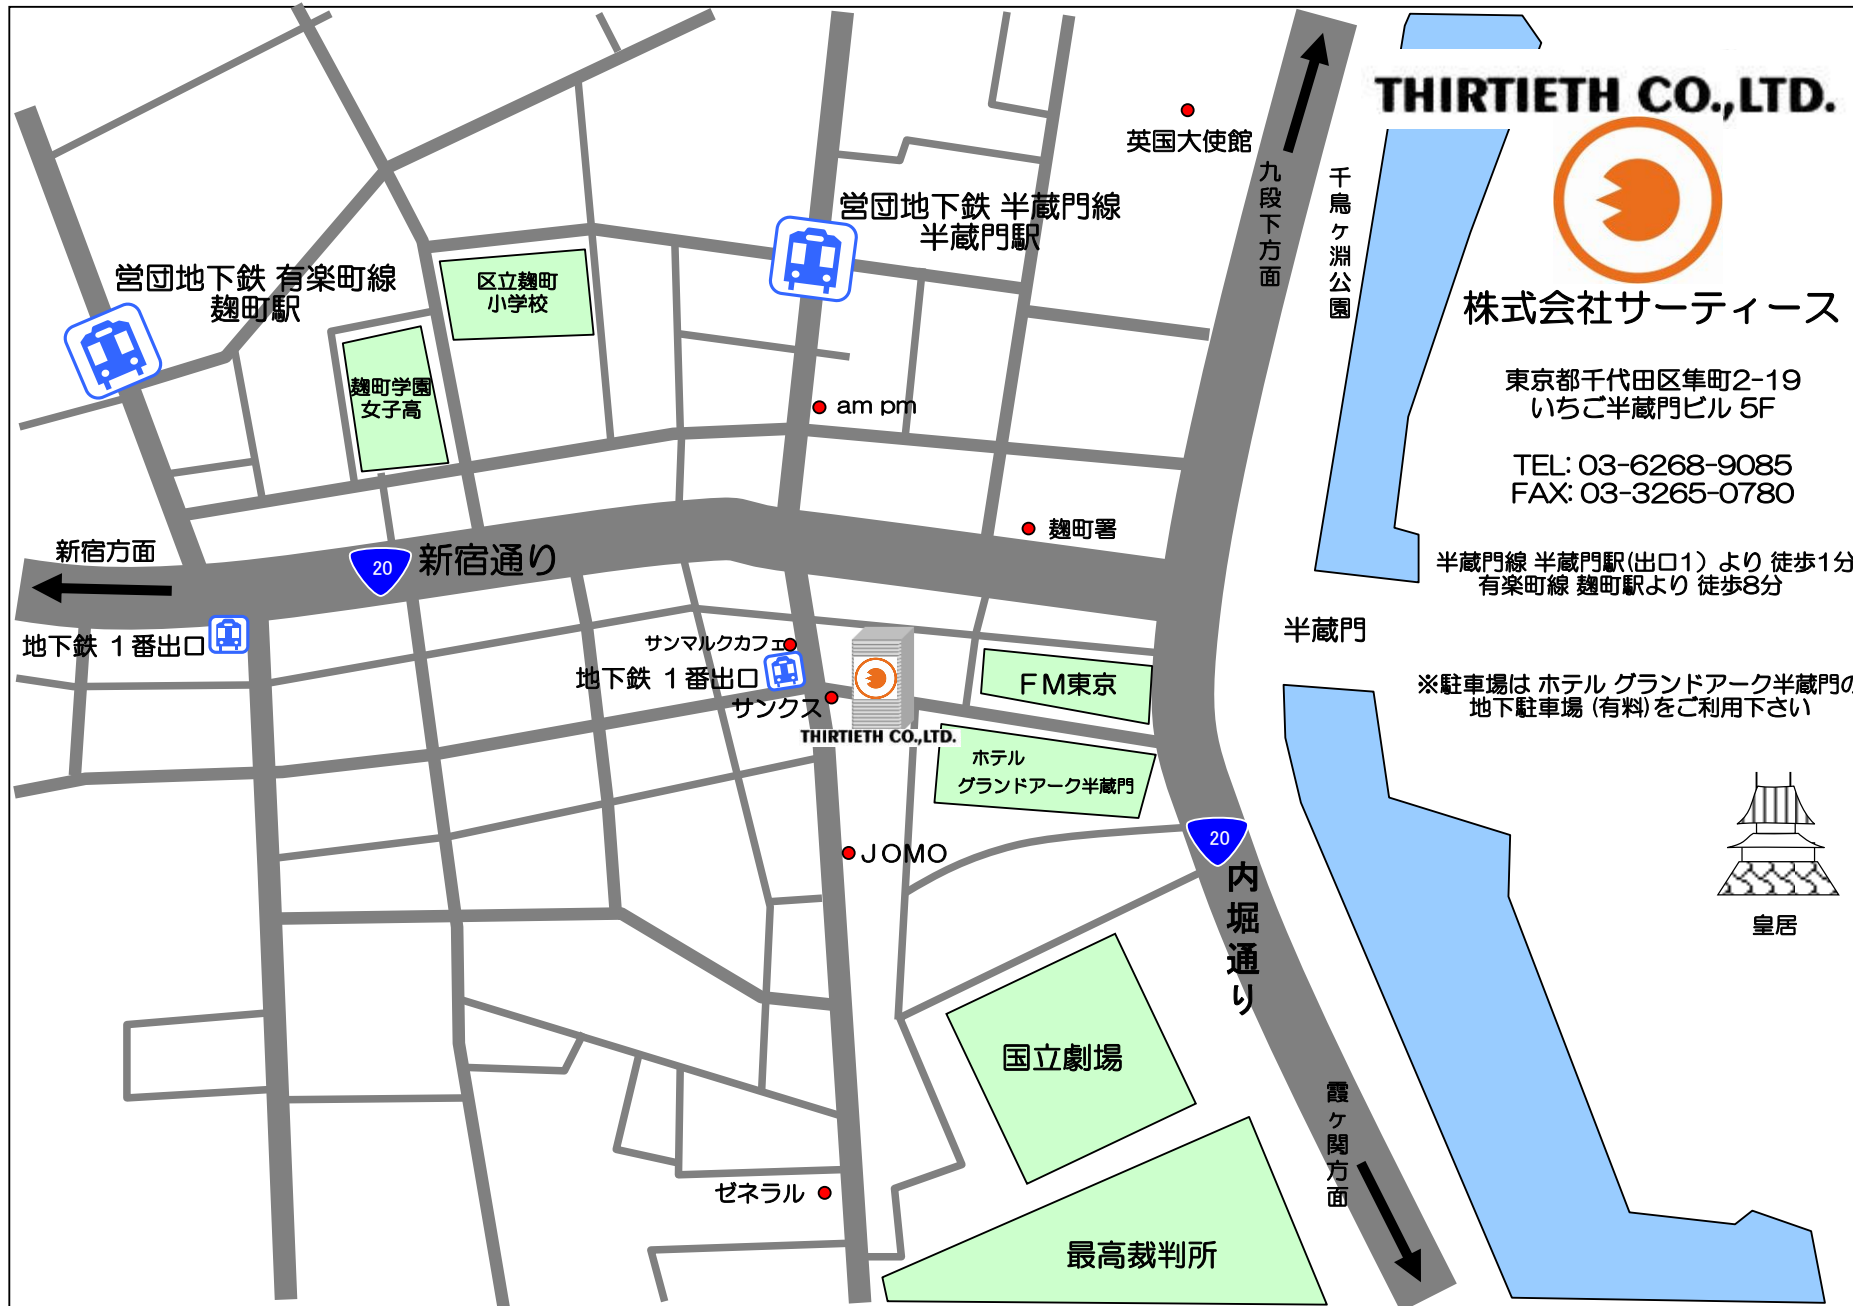 THIRTIETH CO.,LTD.
株式会社サーティース
東京都千代田区隼町2-19
いちご半蔵門ビル 5F
TEL: 03-6268-9085
FAX: 03-3265-0780
半蔵門線 半蔵門駅(出口1）より 徒歩1分
有楽町線 麹町駅より 徒歩8分
※駐車場は ホテル グランドアーク半蔵門の
地下駐車場 (有料)をご利用下さい
皇居
英国大使館
九段下方面
千鳥ヶ淵公園
営団地下鉄 半蔵門線
半蔵門駅
営団地下鉄 有楽町線
麹町駅
区立麹町
小学校
麹町学園
女子高
am pm
麹町署
新宿方面
20
新宿通り
地下鉄 1番出口
サンマルクカフェ
地下鉄 1番出口
サンクス
THIRTIETH CO.,LTD.
FM東京
半蔵門
ホテル
グランドアーク半蔵門
JOMO
20
内堀通り
国立劇場
霞ヶ関方面
ゼネラル
最高裁判所